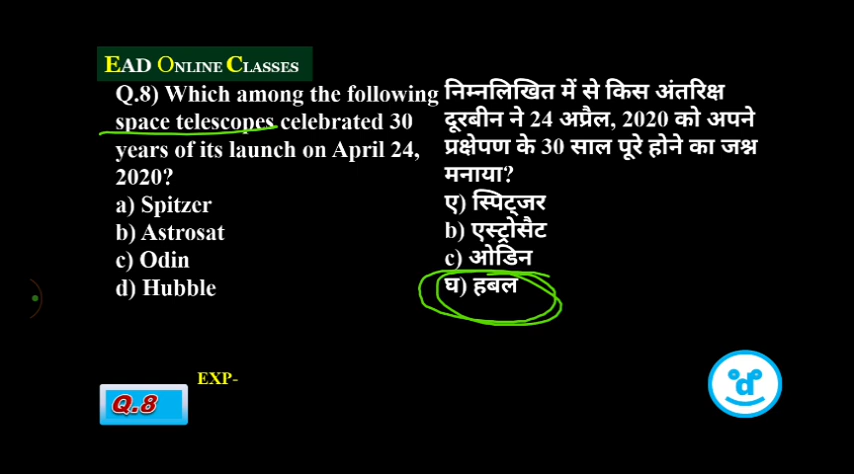 EAD ONLINE CLASSES
Q.8) Which among the following
space telescopes celebrated 30
years of its launch on April 24,
2020?
a) Spitzer
b) Astrosat
c) Odin
d) Hubble
निम्नलिखित में से किस अंतरिक्ष
दूरबीन ने 24 अप्रैल, 2020 को अपने
प्रक्षेपण के 30 साल पूरे होने का जश्न
मनाया?
ए) स्पिट्जर
b) एस्ट्रोसैट
c) ओडिन
घ) हबल
EXP-
Q.8
d